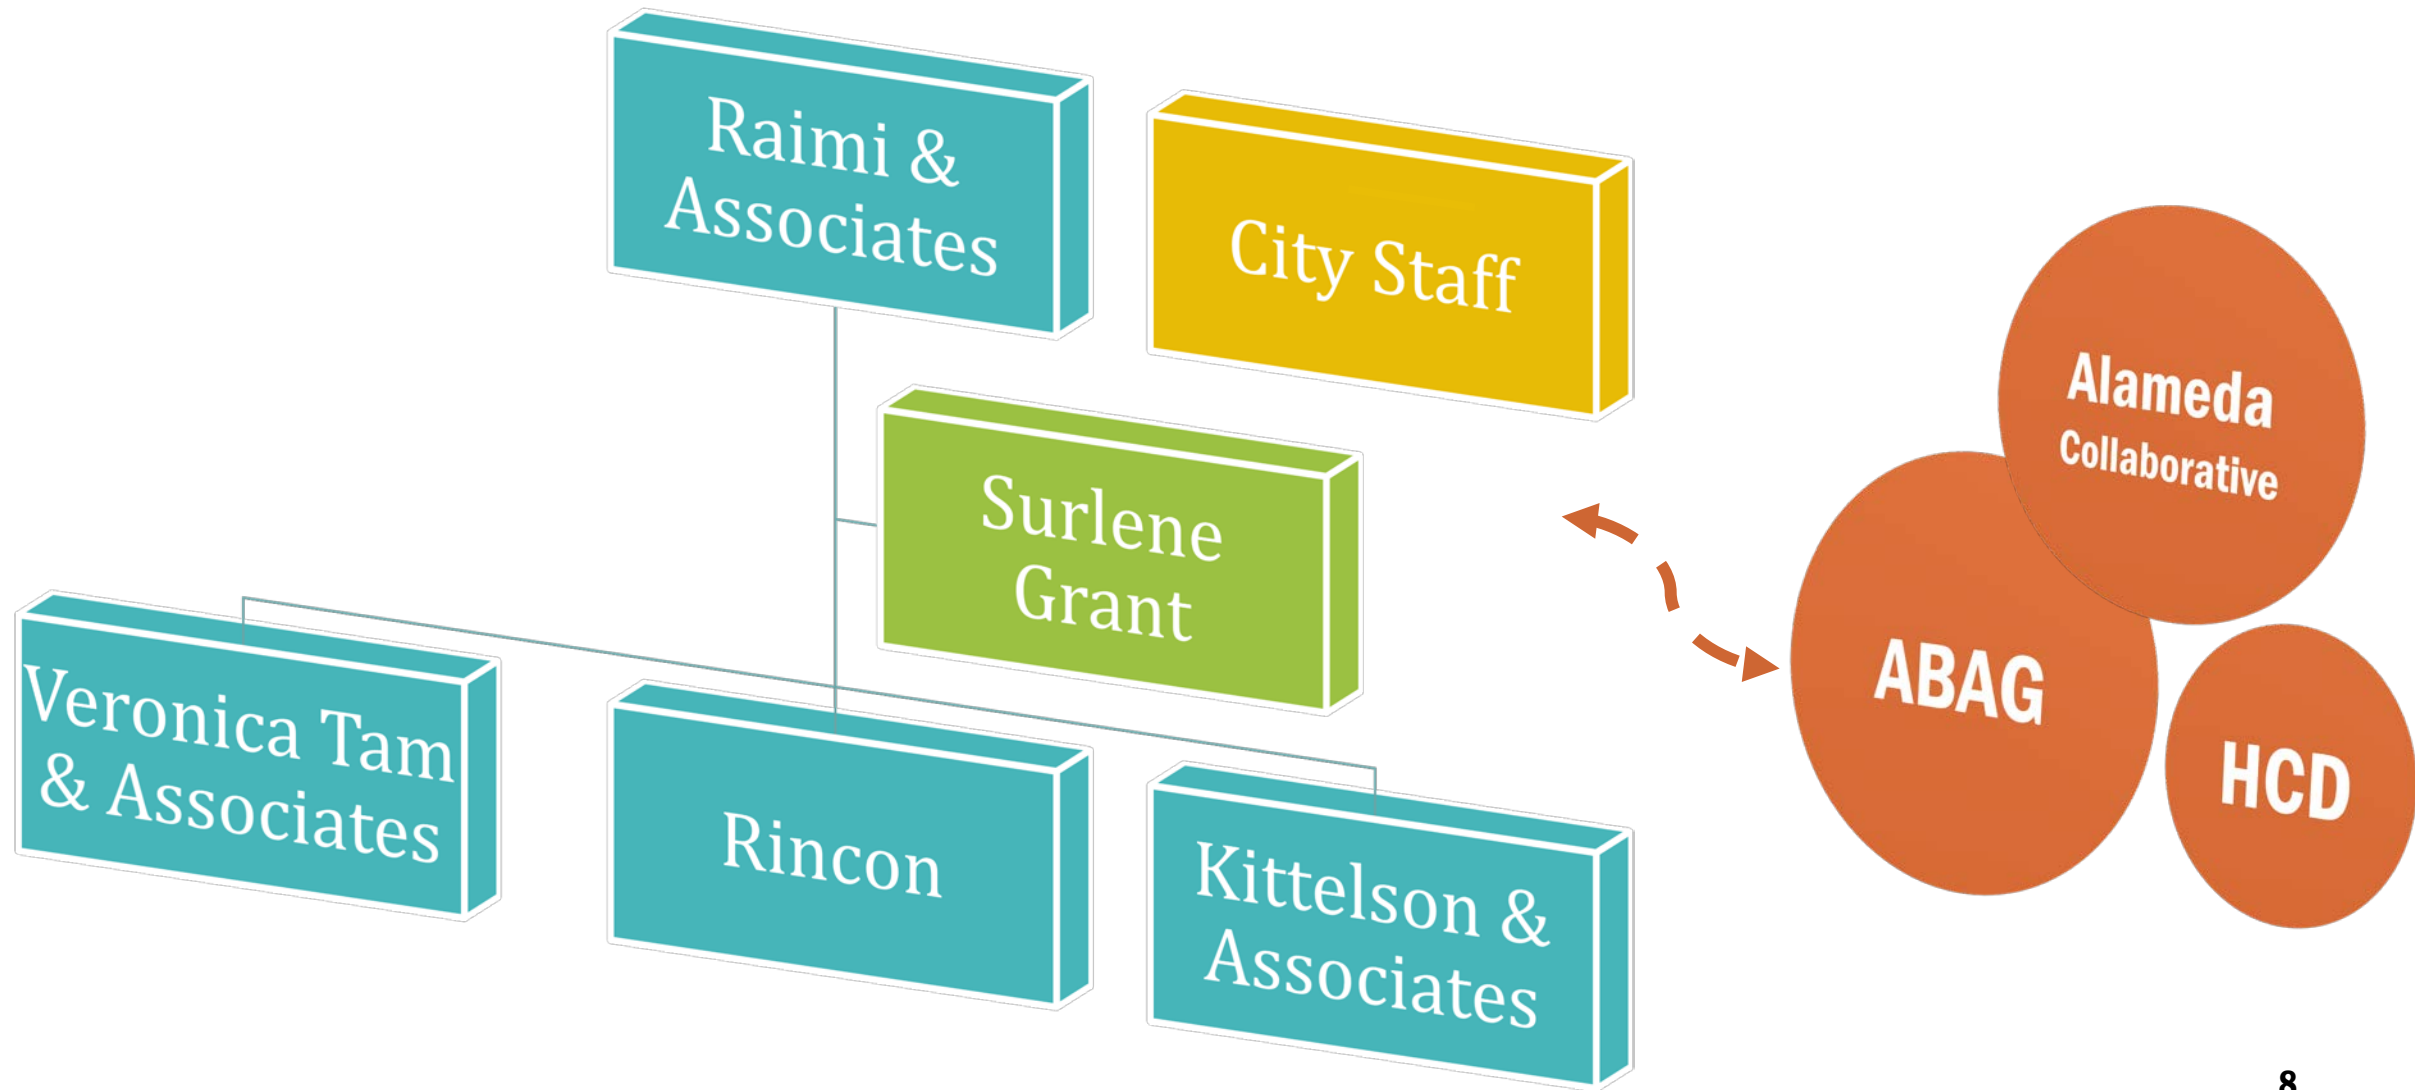 Raimi &
Associates
City Staff
Surlene
Grant
Veronica Tam
& Associates
Rincon
Kittelson &
Associates
Alameda
Collaborative
ABAG
HCD
8